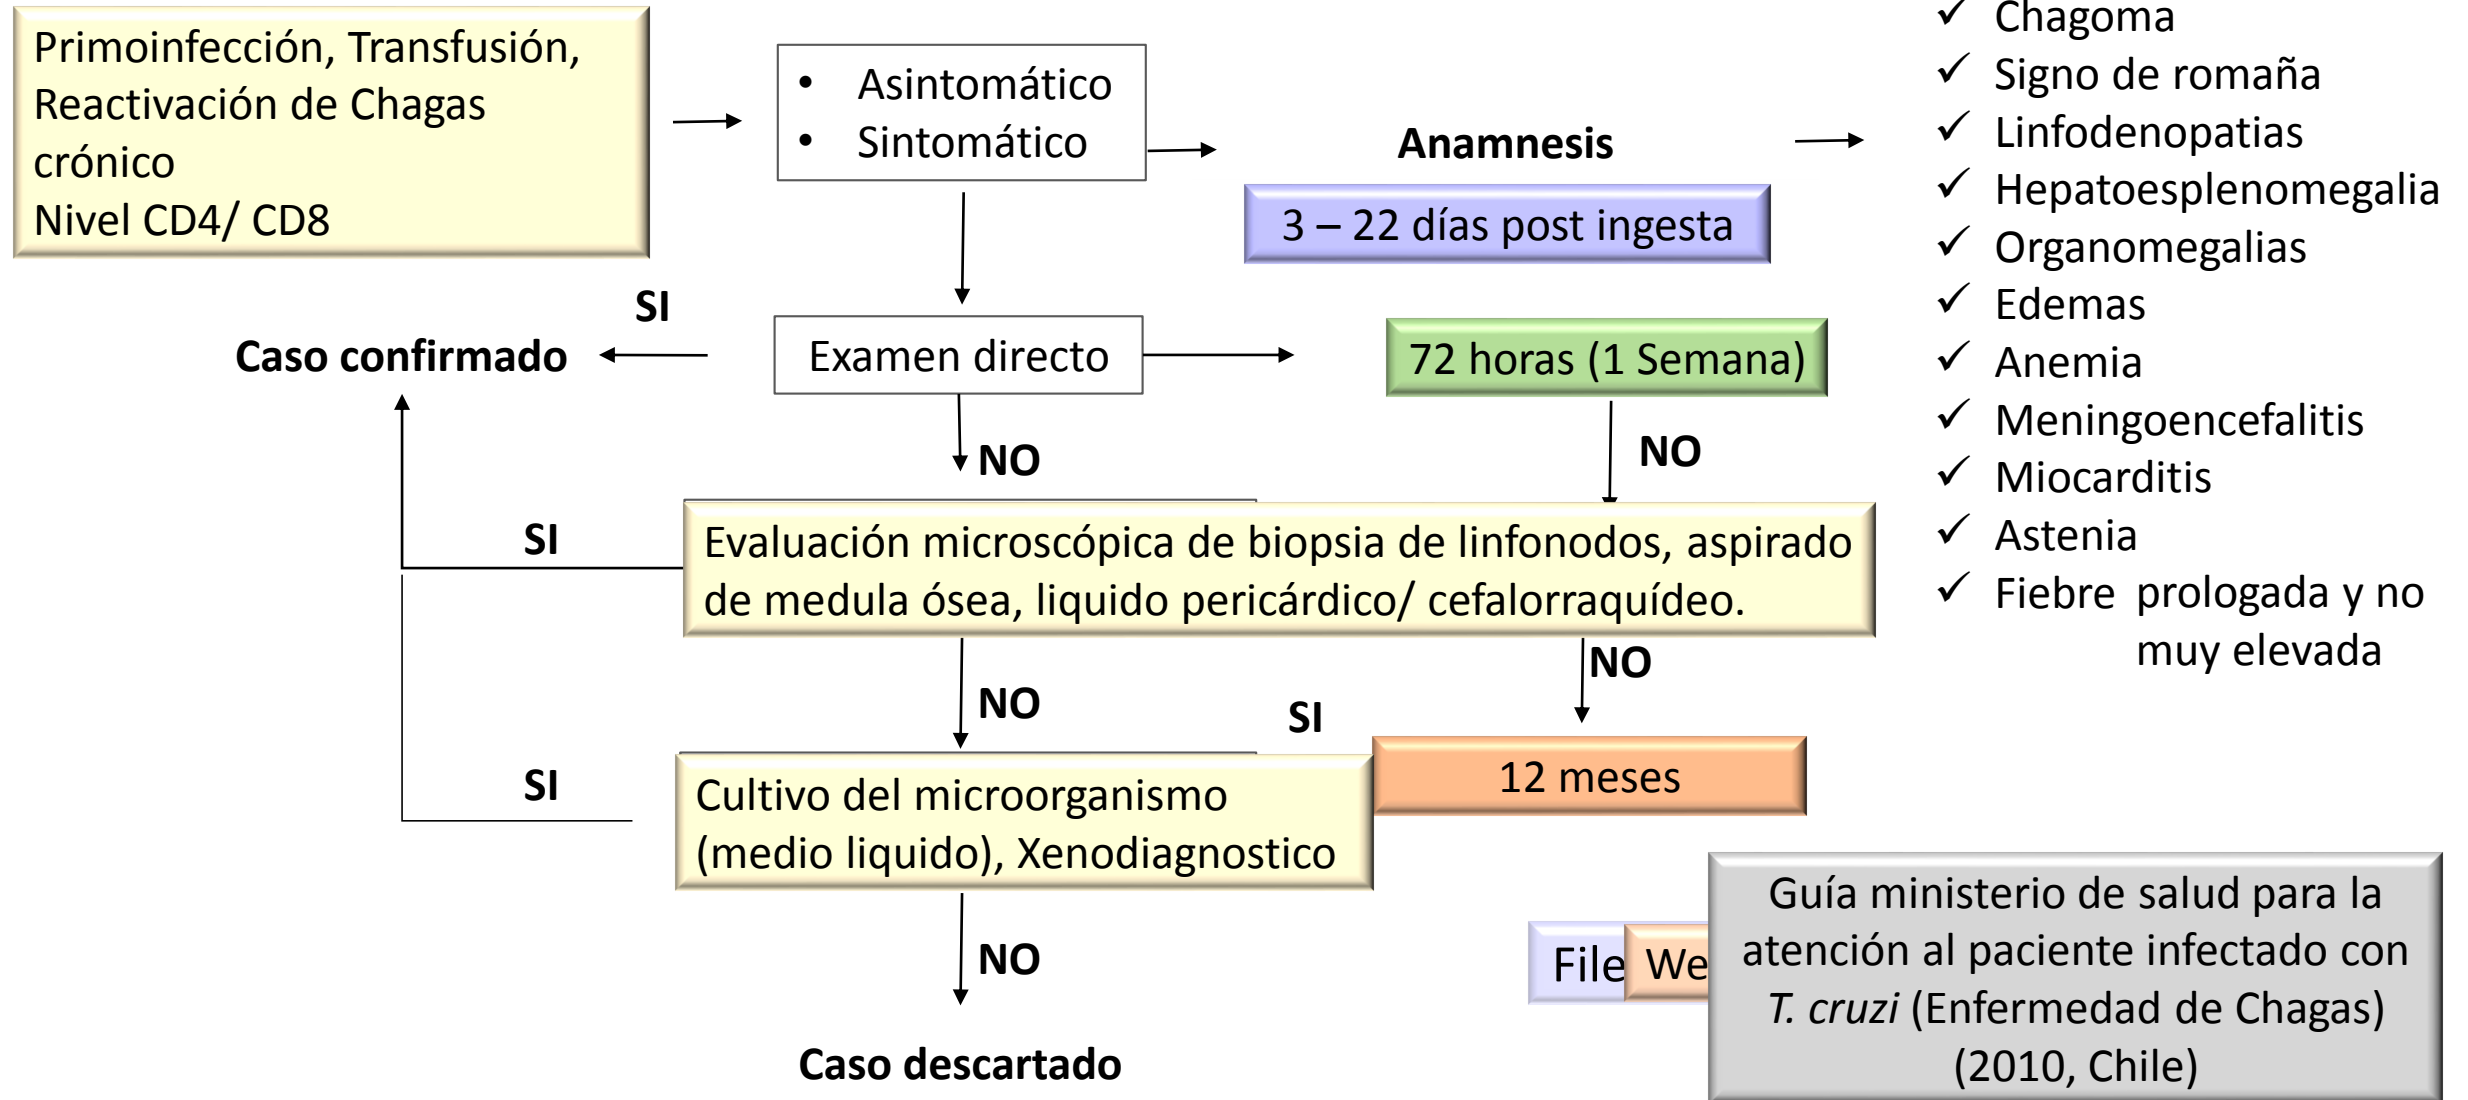 Primoinfección, Transfusión,
Reactivación de Chagas
crónico
Nivel CD4/ CD8
• Asintomático
• Sintomático
Anamnesis
3 – 22 días post ingesta
✓ Chagoma
✓ Signo de romaña
✓ Linfodenopatias
✓ Hepatoesplenomegalia
✓ Organomegalias
✓ Edemas
✓ Anemia
✓ Meningoencefalitis
✓ Miocarditis
✓ Astenia
✓ Fiebre prologada y no
muy elevada
SI
Caso confirmado
Examen directo
72 horas (1 Semana)
NO
NO
SI
Evaluación microscópica de biopsia de linfonodos, aspirado
de medula ósea, liquido pericárdico/ cefalorraquídeo.
NO
NO
SI
SI
12 meses
Cultivo del microorganismo
(medio liquido), Xenodiagnostico
NO
Caso descartado
File
We
Guía ministerio de salud para la
atención al paciente infectado con
T. cruzi (Enfermedad de Chagas)
(2010, Chile)